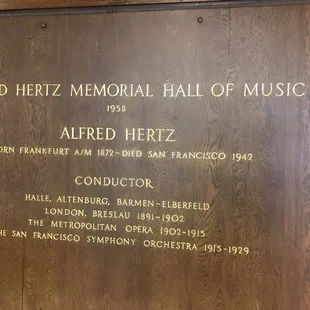 D HERTZ MEMORIAL HALL OF MUSIC
1958
ALFRED HERTZ
ORN FRANKFURT A/M 1872–DIED SAN FRANCISCO 1942
CONDUCTOR
HALLE, ALTENBURG, BARMEN-ELBERFELD
LONDON, BRESLAU 1891-1902
THE METROPOLITAN OPERA 1902-1915
HE SAN FRANCISCO SYMPHONY ORCHESTRA 1915-1929